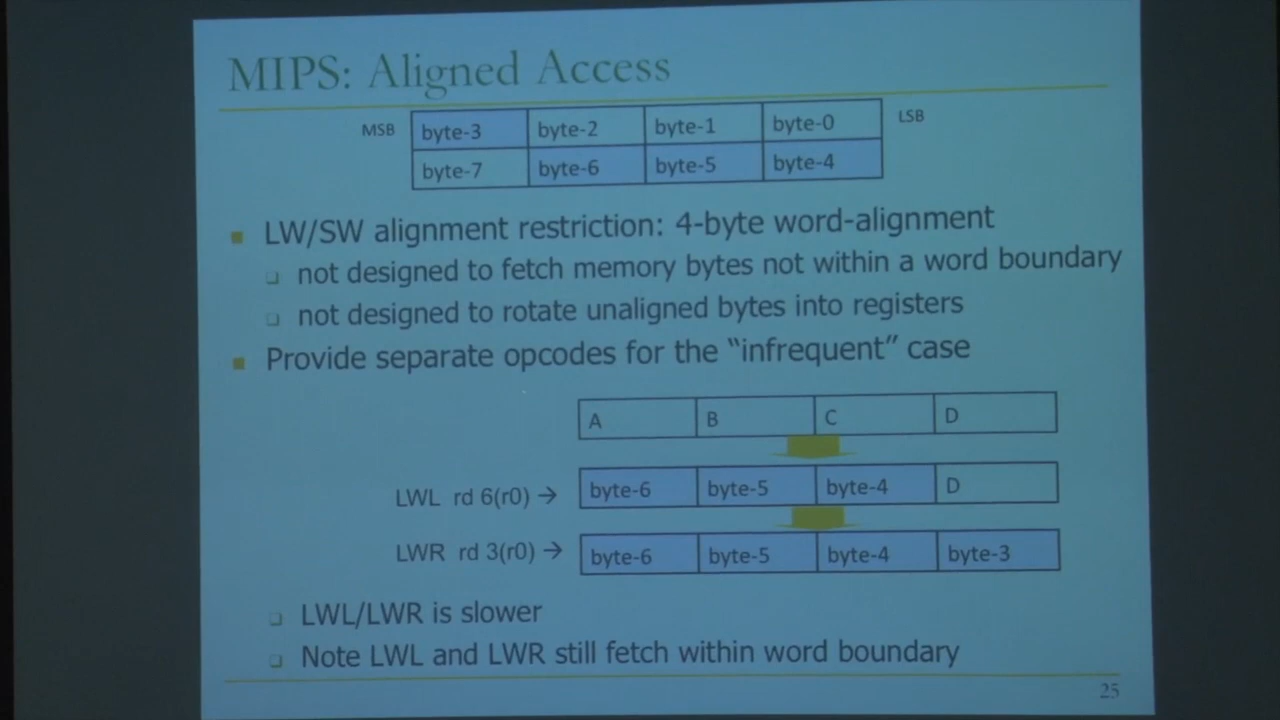 MIPS: Aligned Access
MSB byte-3 byte-2 byte-1 byte-0 LSB
byte-7 byte-6 byte-5 byte-4
LW/SW alignment restriction: 4-byte word-alignment
not designed to fetch memory bytes not within a word boundary
not designed to rotate unaligned bytes into registers
Provide separate opcodes for the “infrequent” case
A B C D
LWL rd 6(r0) → byte-6 byte-5 byte-4 D
LWR rd 3(r0) → byte-6 byte-5 byte-4 byte-3
LWL/LWR is slower
Note LWL and LWR still fetch within word boundary
25